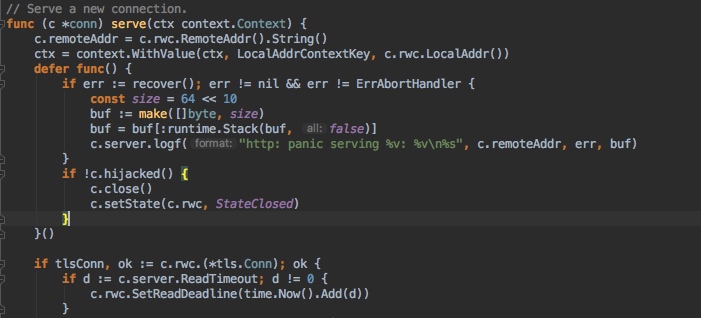 // Serve a new connection.
func (c *conn) serve(ctx context.Context) {
    c.remoteAddr = c.rwc.RemoteAddr().String()
    ctx = context.WithValue(ctx, LocalAddrContextKey, c.rwc.LocalAddr())
    defer func() {
        if err := recover(); err != nil && err != ErrAbortHandler {
            const size = 64 << 10
            buf := make([]byte, size)
            buf = buf[:runtime.Stack(buf, all: false)]
            c.server.logf( format: "http: panic serving %v: %v\n%s", c.remoteAddr, err, buf)
        }
        if !c.hijacked() {
            c.close()
            c.setState(c.rwc, StateClosed)
        }
    }()

    if tlsConn, ok := c.rwc.(*tls.Conn); ok {
        if d := c.server.ReadTimeout; d != 0 {
            c.rwc.SetReadDeadline(time.Now().Add(d))
        }